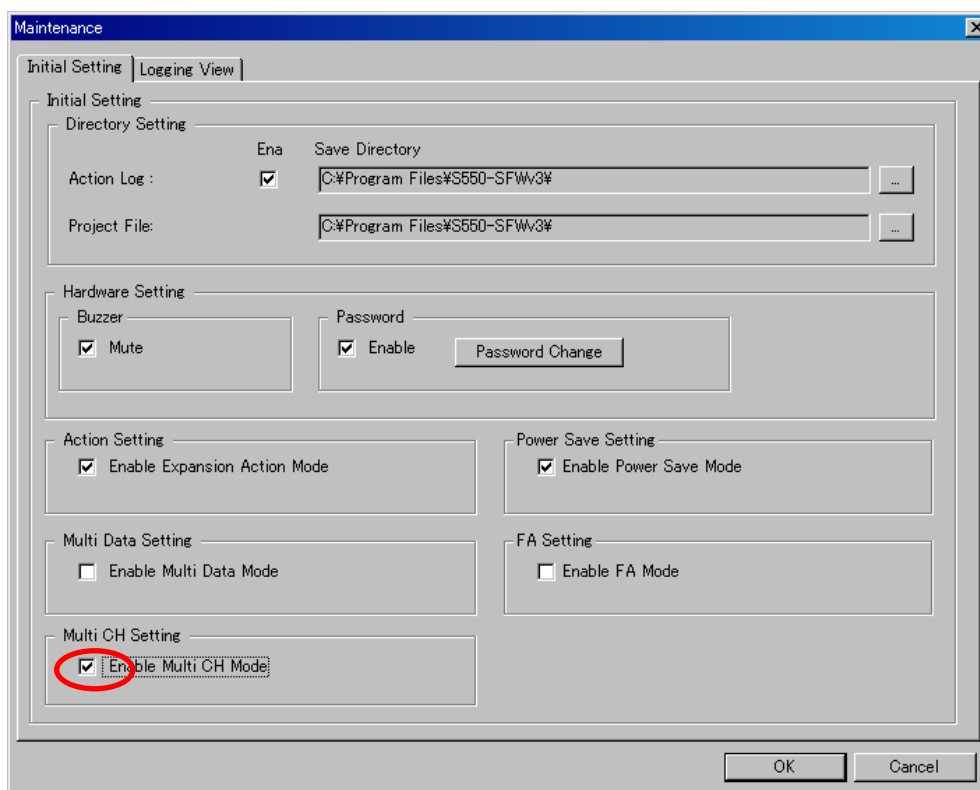 Maintenance
Initial Setting Logging View
Initial Setting
Directory Setting
Ena Save Directory
Action Log : C:¥Program Files¥S550-SFWv3¥ ...
Project File: C:¥Program Files¥S550-SFWv3¥ ...
Hardware Setting
Buzzer Password
Mute Enable Password Change
Action Setting Power Save Setting
Enable Expansion Action Mode Enable Power Save Mode
Multi Data Setting FA Setting
Enable Multi Data Mode Enable FA Mode
Multi CH Setting
Enable Multi CH Mode
OK Cancel